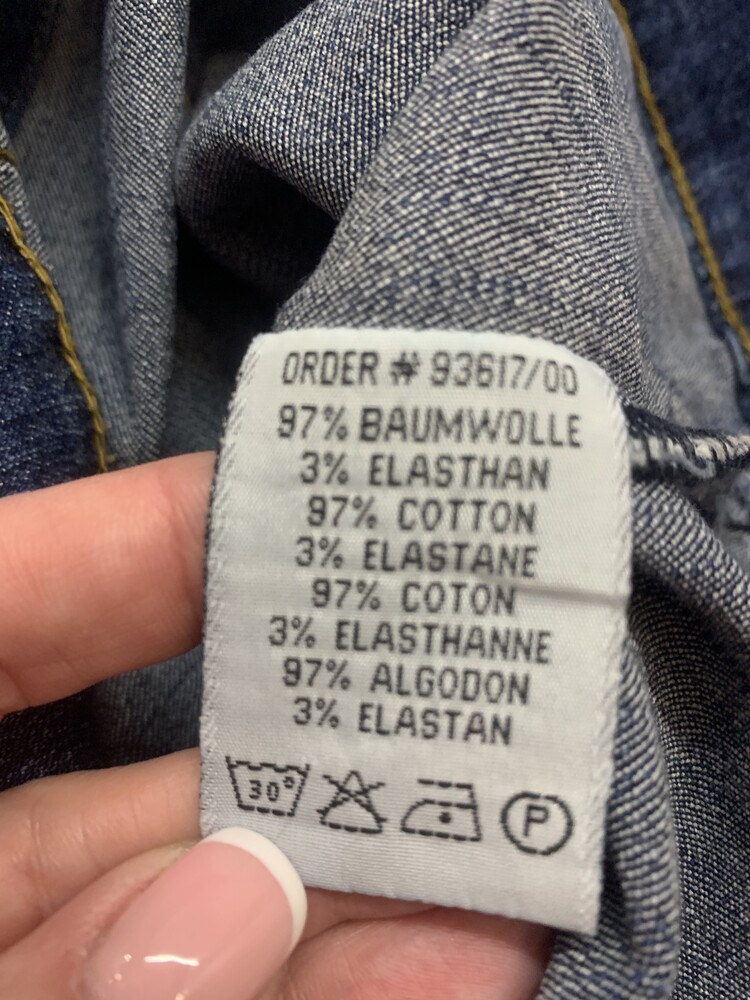 ORDER # 93617/00
97% BAUMWOLLE
3% ELASTHAN
97% COTTON
3% ELASTANE
97% COTON
3% ELASTHANNE
97% ALGODON
3% ELASTAN
30° P